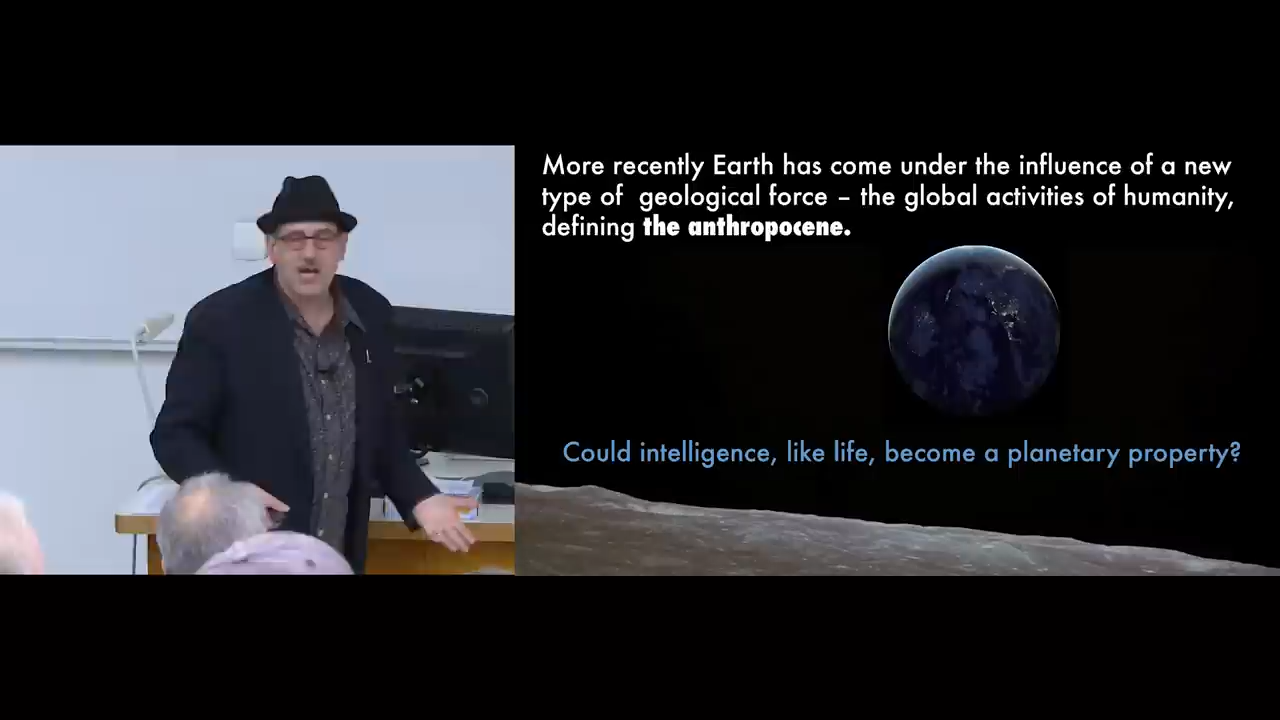 More recently Earth has come under the influence of a new
type of  geological force – the global activities of humanity,
defining the anthropocene.
Could intelligence, like life, become a planetary property?